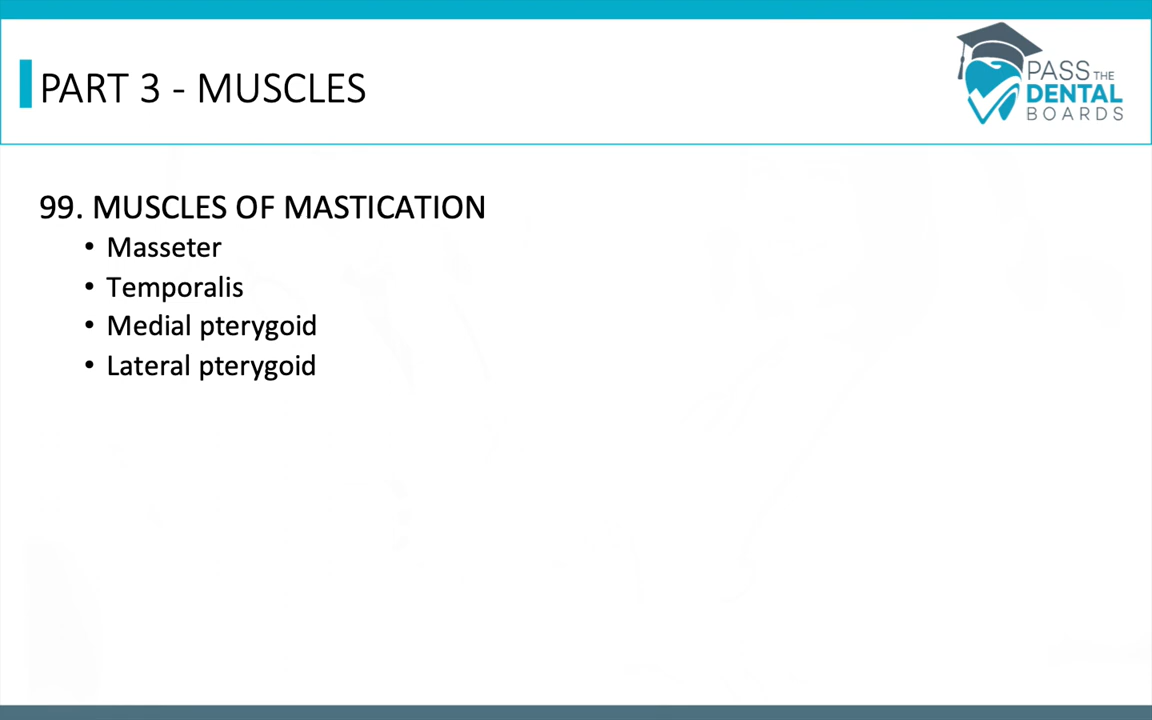 PART 3 - MUSCLES
PASS THE
DENTAL
BOARDS
99. MUSCLES OF MASTICATION
• Masseter
• Temporalis
• Medial pterygoid
• Lateral pterygoid